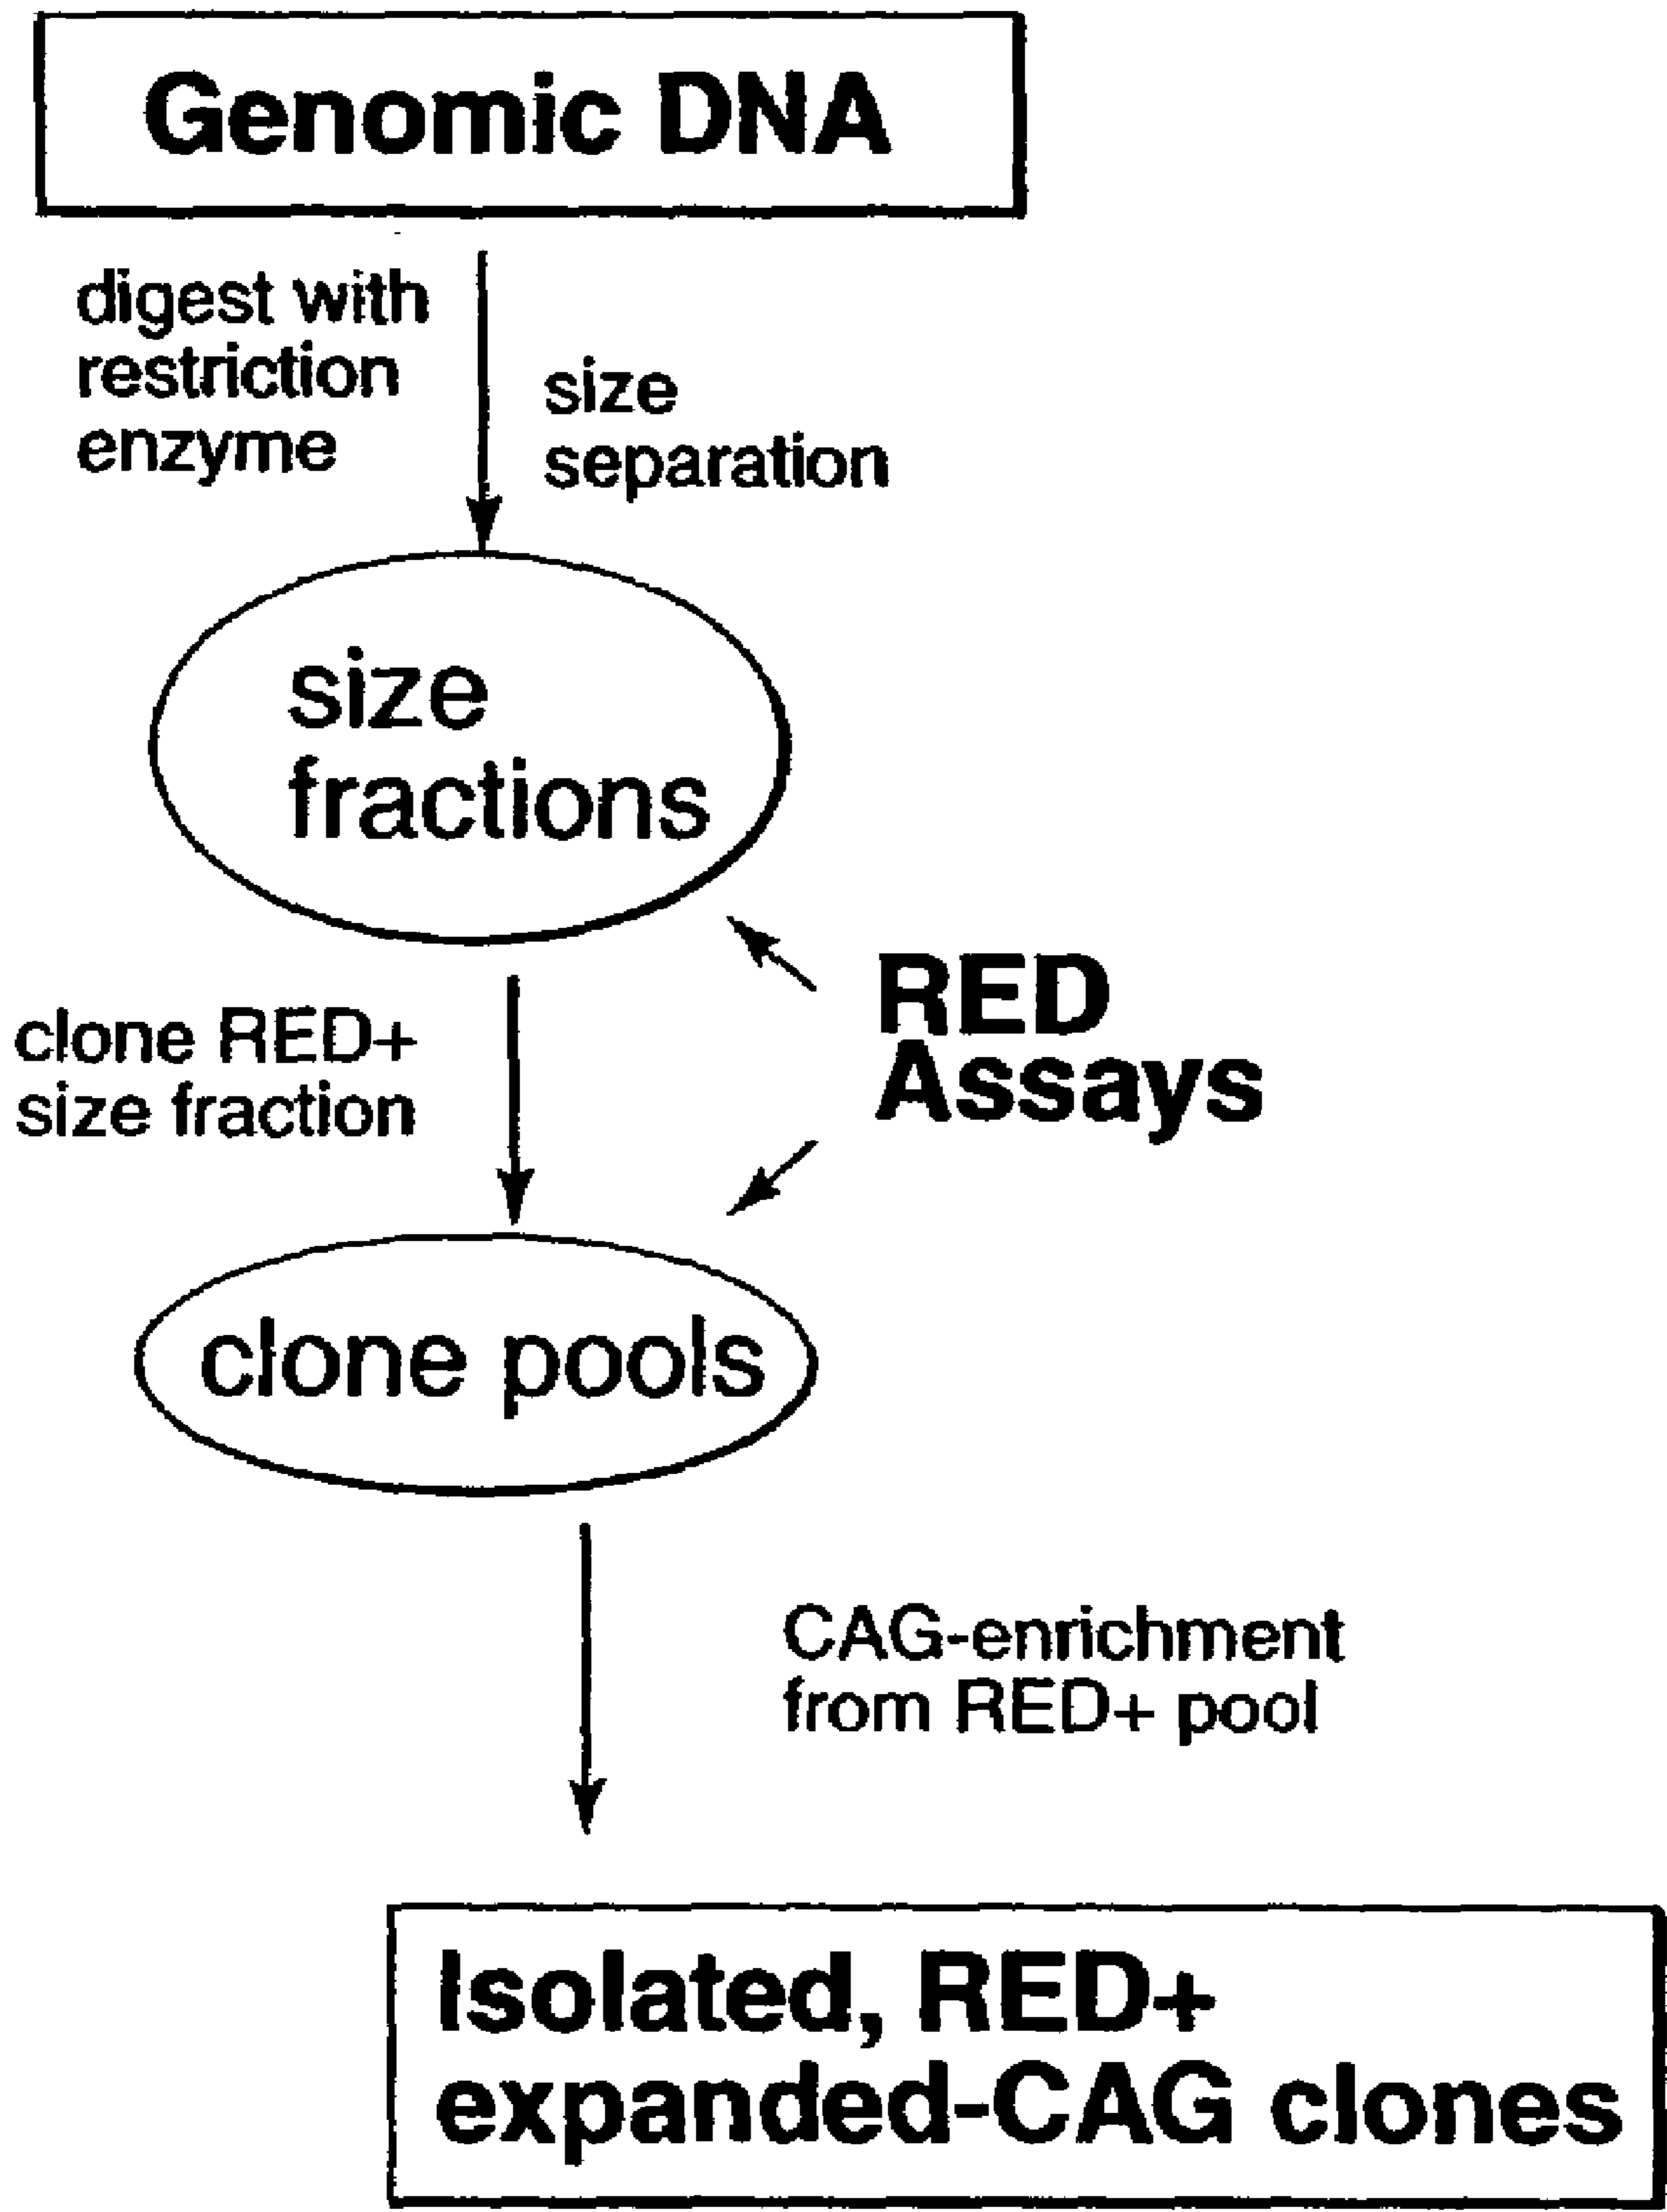 Genomic DNA
digest with
restriction
enzyme
size
separation
size
fractions
RED
Assays
clone RED+
size fraction
clone pools
CAG-enrichment
from RED+ pool
Isolated, RED+
expanded-CAG clones